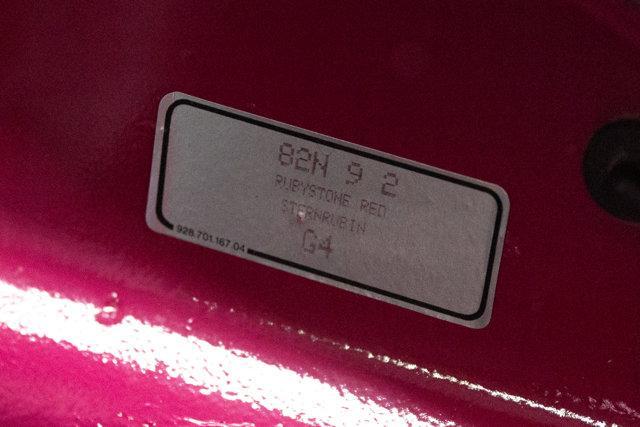 82N 9 2
RUBYSTONE RED
STERNRUBIN
G4
928.701.167.04